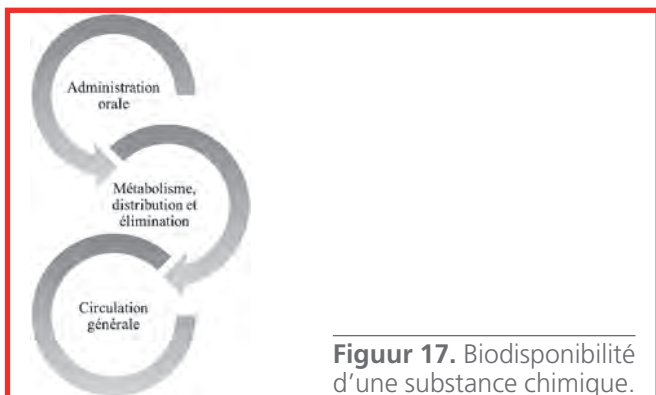 Administration
orale
Métabolisme,
distribution et
élimination
Circulation
générale
Figuur 17. Biodisponibilité
d'une substance chimique.